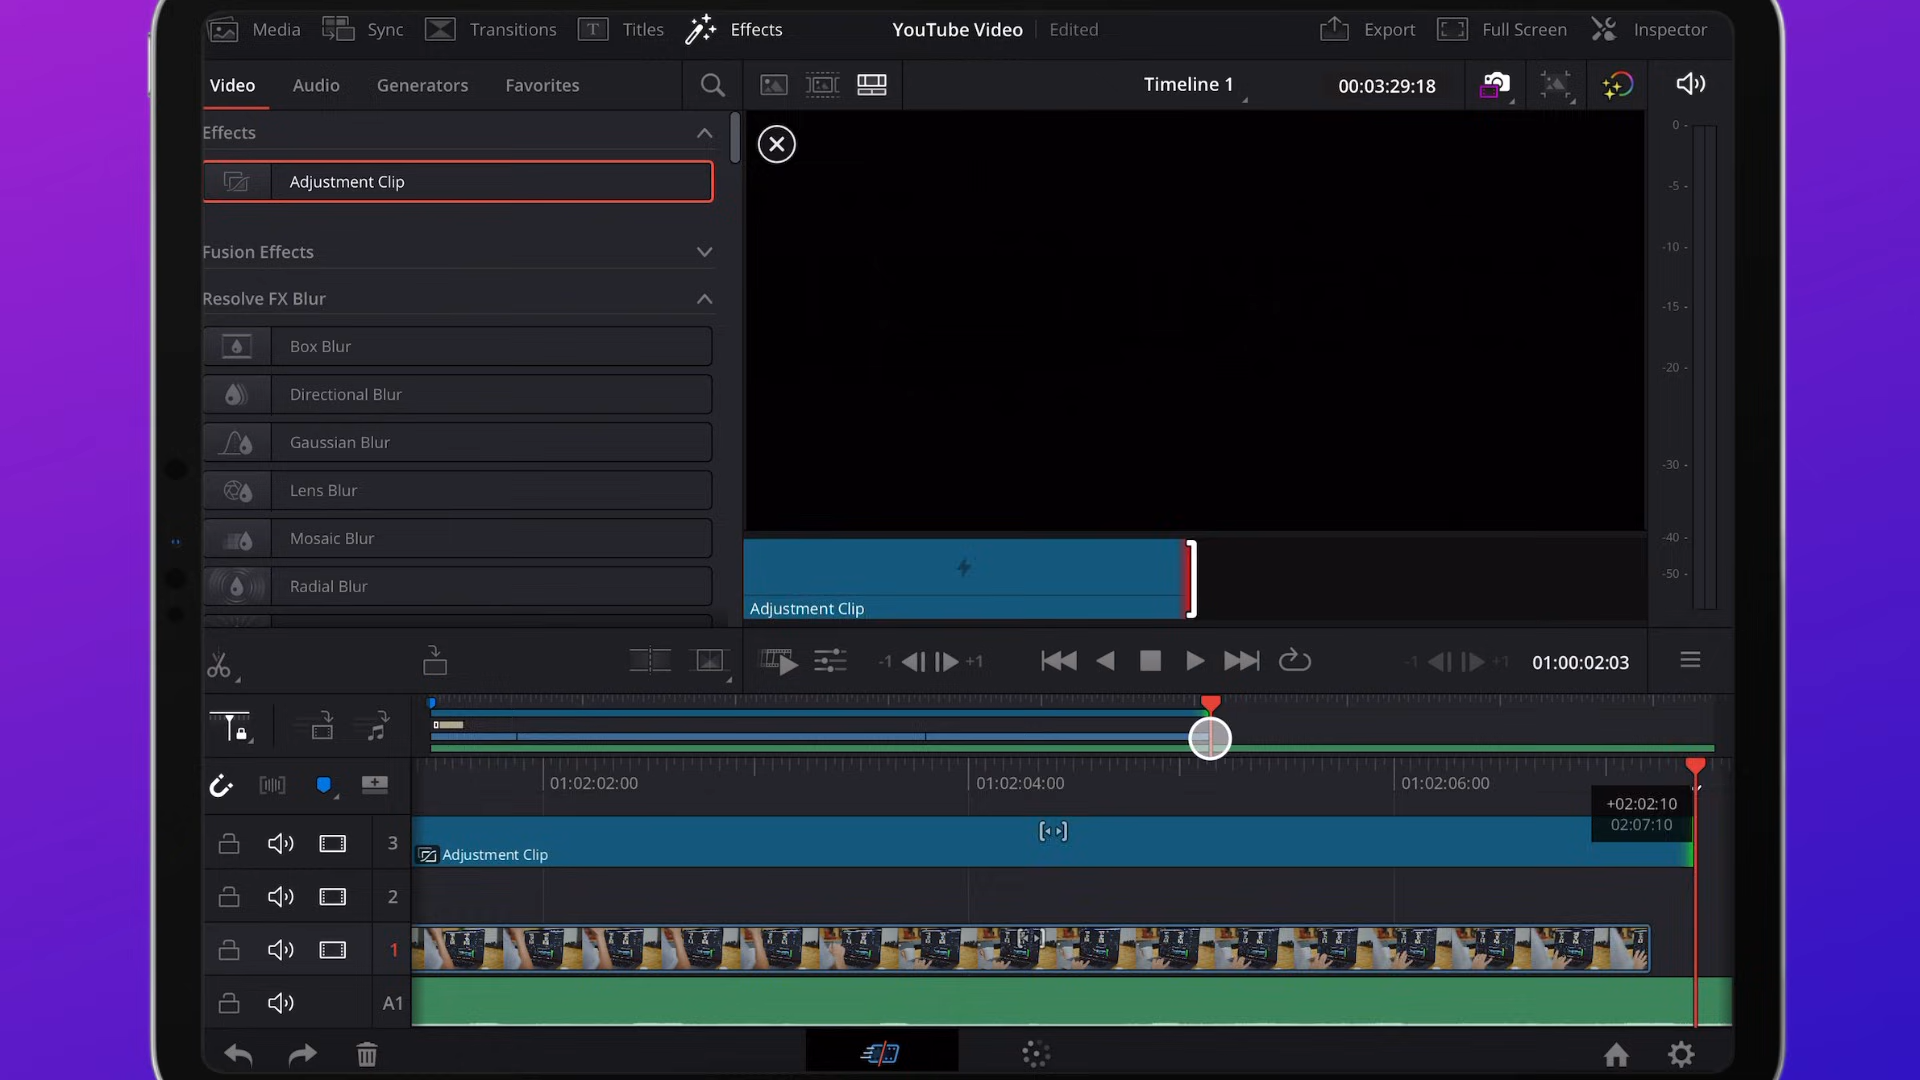 Media
Sync
Transitions
Titles
Effects
YouTube Video
Edited
Export
Full Screen
Inspector
Video
Audio
Generators
Favorites
Timeline 1
00:03:29:18
Effects
Adjustment Clip
Fusion Effects
Resolve FX Blur
Box Blur
Directional Blur
Gaussian Blur
Lens Blur
Mosaic Blur
Radial Blur
0 -
-5 -
-10 -
-15 -
-20 -
-30 -
-40 -
-50 -
Adjustment Clip
-1
+1
-1
+1
01:00:02:03
01:02:02:00
01:02:04:00
01:02:06:00
+02:02:10
02:07:10
3
Adjustment Clip
2
1
A1